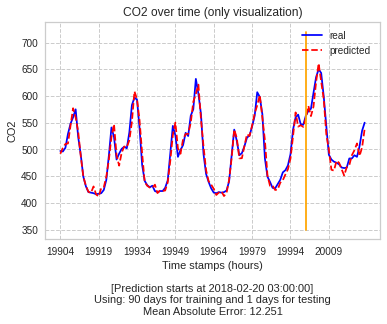 CO2 over time (only visualization)
real
predicted
700
650
600
550
500
450
400
350
CO2
19904 19919 19934 19949 19964 19979 19994 20009
Time stamps (hours)
[Prediction starts at 2018-02-20 03:00:00]
Using: 90 days for training and 1 days for testing
Mean Absolute Error: 12.251